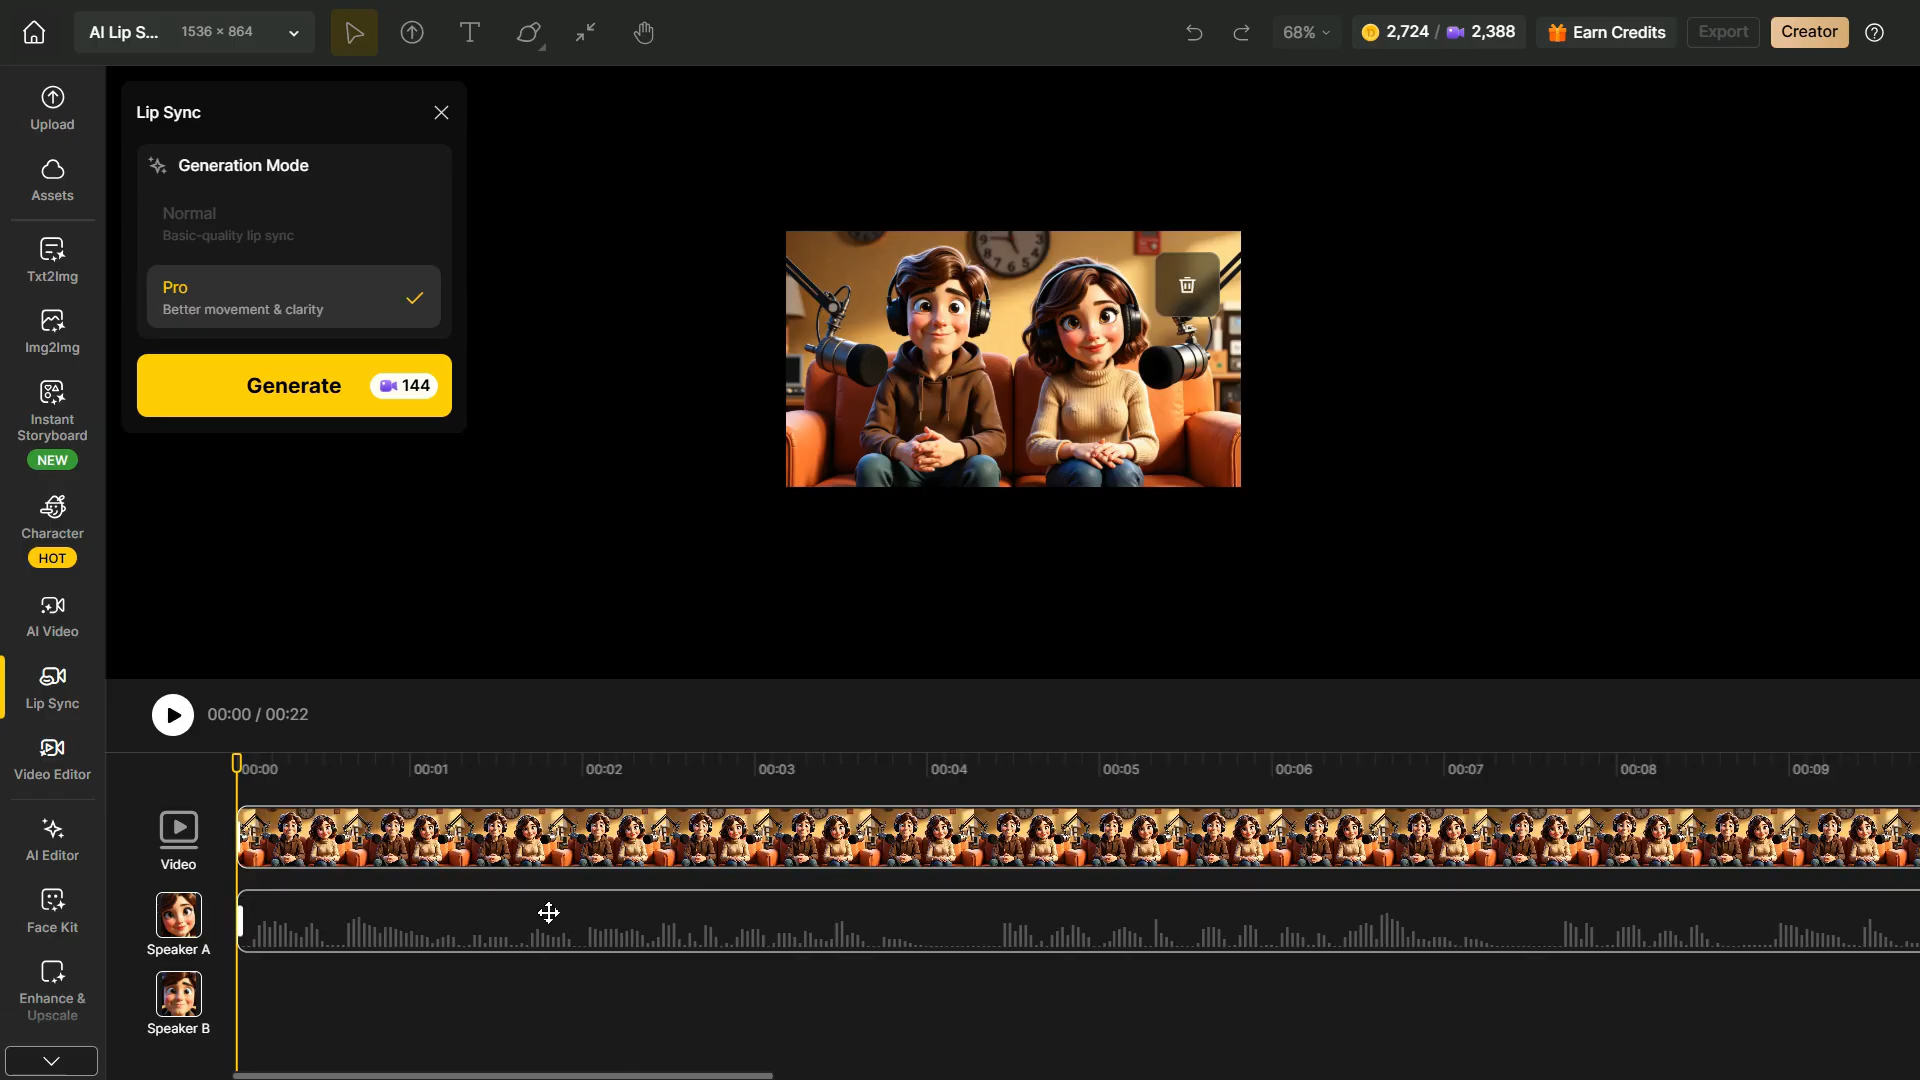 AI Lip S... 1536 × 864
68%
2,724 / 2,388
Earn Credits
Export
Creator
Upload
Assets
Txt2Img
Img2Img
Instant
Storyboard
NEW
Character
HOT
AI Video
Lip Sync
Video Editor
AI Editor
Face Kit
Enhance &
Upscale
Lip Sync
Generation Mode
Normal
Basic-quality lip sync
Pro
Better movement & clarity
Generate 144
00:00 / 00:22
00:00 00:01 00:02 00:03 00:04 00:05 00:06 00:07 00:08 00:09
Video
Speaker A
Speaker B